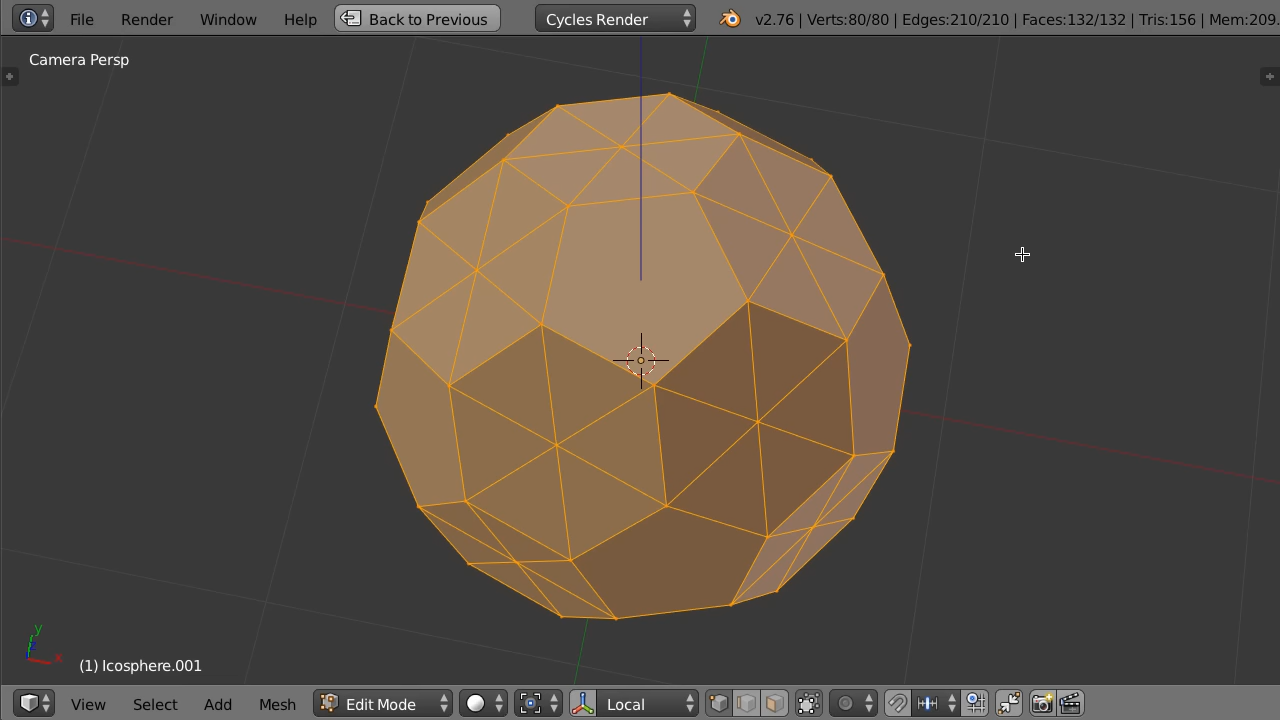 File Render Window Help Back to Previous Cycles Render v2.76 | Verts:80/80 | Edges:210/210 | Faces:132/132 | Tris:156 | Mem:209.
Camera Persp
y
z
x
(1) Icosphere.001
View Select Add Mesh Edit Mode Local